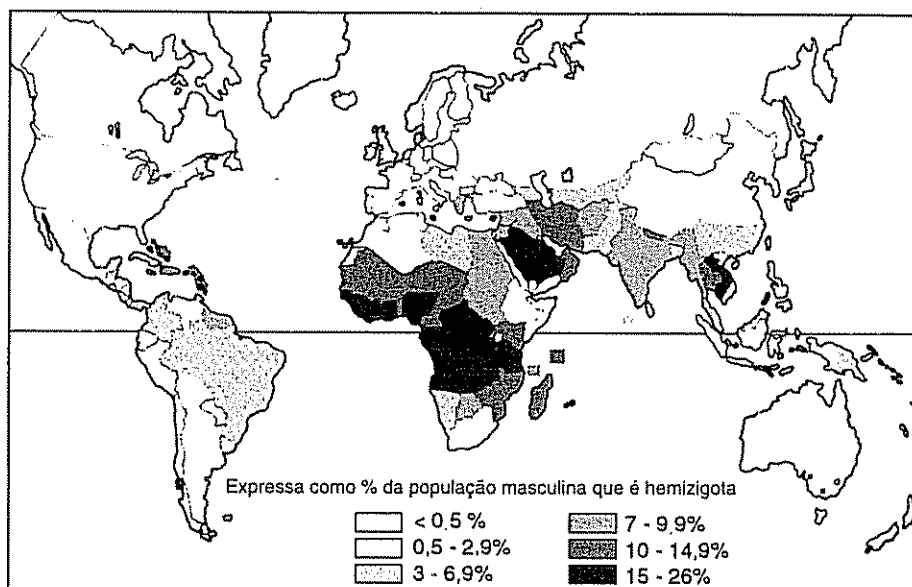 Expressa como % da população masculina que é hemizigota
< 0.5 %
0,5 - 2,9%
3 - 6,9%
7 - 9,9%
10 - 14,9%
15 - 26%